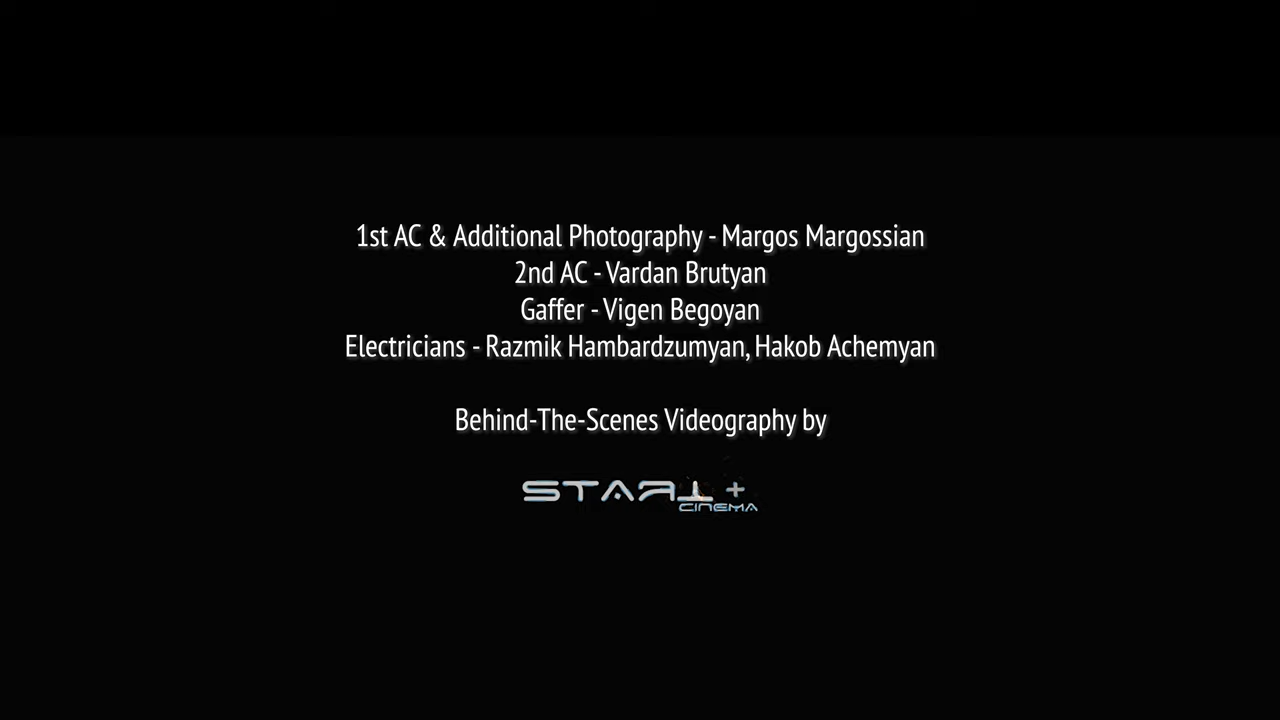 1st AC & Additional Photography - Margos Margossian
2nd AC - Vardan Brutyan
Gaffer - Vigen Begoyan
Electricians - Razmik Hambardzumyan, Hakob Achemyan
Behind-The-Scenes Videography by
START +
CINEMA